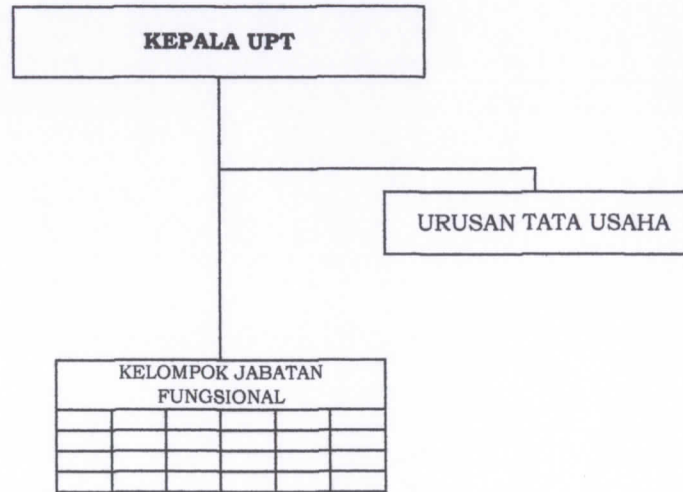 KEPALA UPT
URUSAN TATA USAHA
KELOMPOK JABATAN
FUNGSIONAL